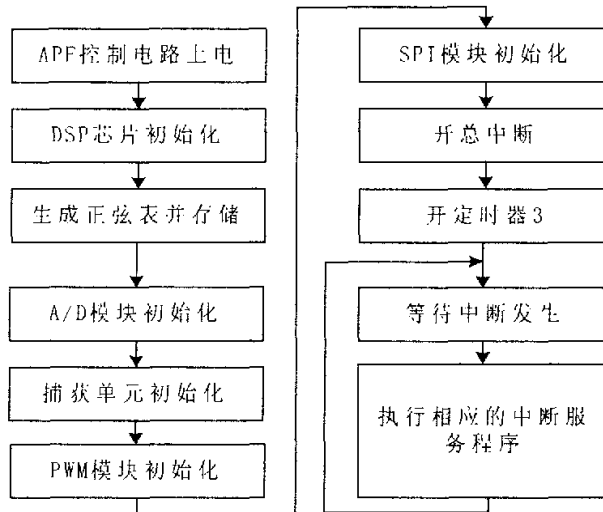 APF控制电路上电
DSP芯片初始化
生成正弦表并存储
A/D模块初始化
捕获单元初始化
PWM模块初始化
SPI模块初始化
开总中断
开定时器3
等待中断发生
执行相应的中断服
务程序